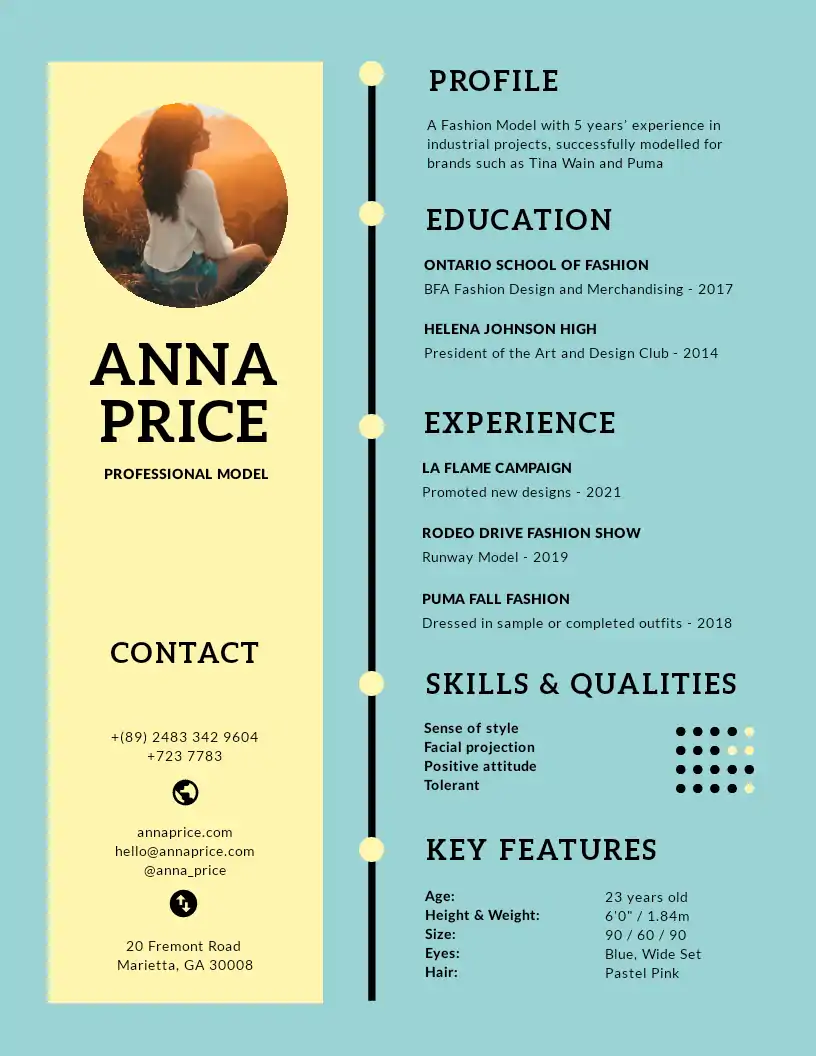 ANNA
PRICE
PROFESSIONAL MODEL
CONTACT
+(89) 2483 342 9604
+723 7783
annaprice.com
hello@annaprice.com
@anna_price
20 Fremont Road
Marietta, GA 30008
PROFILE
A Fashion Model with 5 years' experience in
industrial projects, successfully modelled for
brands such as Tina Wain and Puma
EDUCATION
ONTARIO SCHOOL OF FASHION
BFA Fashion Design and Merchandising - 2017
HELENA JOHNSON HIGH
President of the Art and Design Club - 2014
EXPERIENCE
LA FLAME CAMPAIGN
Promoted new designs - 2021
RODEO DRIVE FASHION SHOW
Runway Model - 2019
PUMA FALL FASHION
Dressed in sample or completed outfits - 2018
SKILLS & QUALITIES
Sense of style
Facial projection
Positive attitude
Tolerant
KEY FEATURES
Age: 23 years old
Height & Weight: 6'0" / 1.84m
Size: 90 / 60 / 90
Eyes: Blue, Wide Set
Hair: Pastel Pink